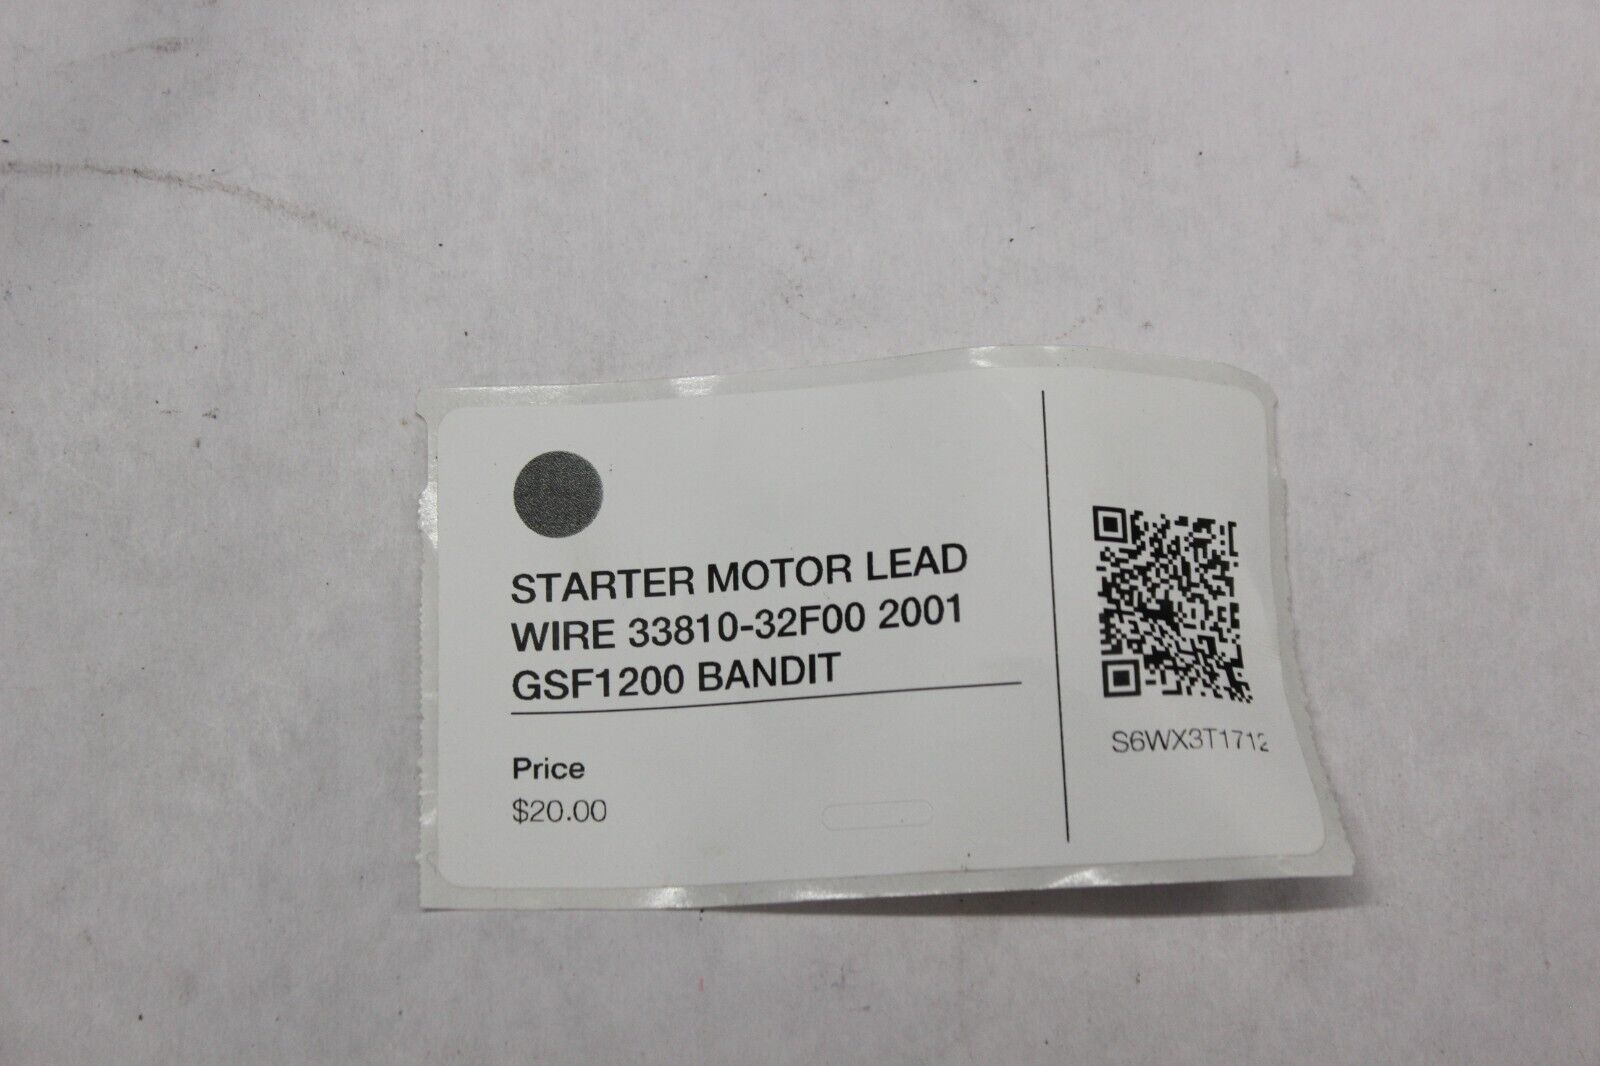 STARTER MOTOR LEAD
WIRE 33810-32F00 2001
GSF1200 BANDIT
Price
$20.00
S6WX3T1712